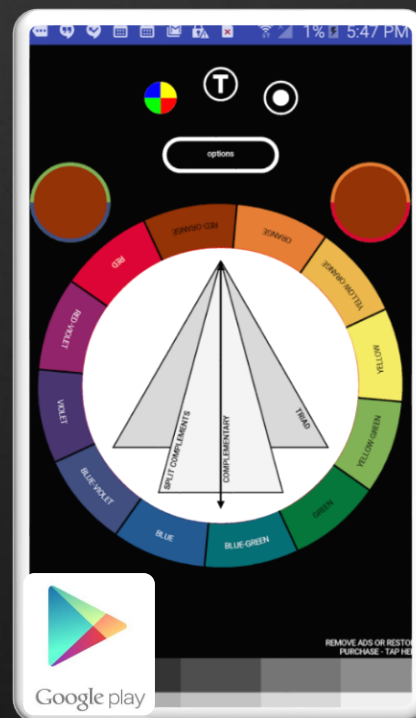 1% 5:47 PM
T
options
RED-ORANGE
ORANGE
YELLOW-ORANGE
YELLOW
YELLOW-GREEN
GREEN
BLUE-GREEN
BLUE
BLUE-VIOLET
VIOLET
RED-VIOLET
RED
SPLIT COMPLEMENTS
COMPLEMENTARY
TRIAD
REMOVE ADS OR RESTO
PURCHASE - TAP HE
Google play